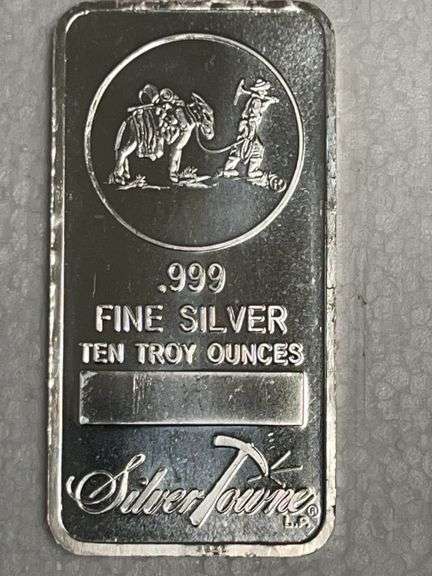 .999
FINE SILVER
TEN TROY OUNCES
SilverTowne®
L.P.